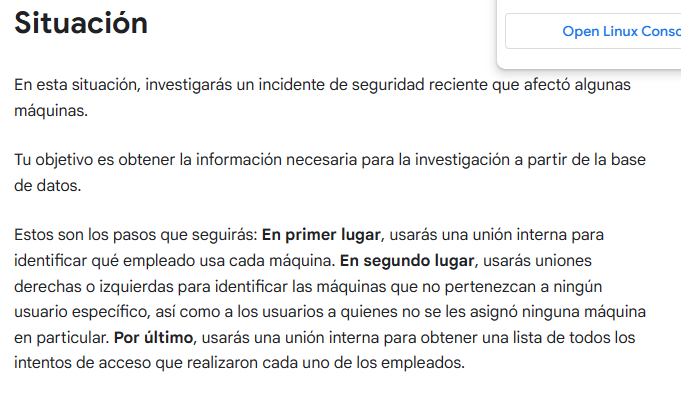 Situación
Open Linux Conso
En esta situación, investigarás un incidente de seguridad reciente que afectó algunas
máquinas.
Tu objetivo es obtener la información necesaria para la investigación a partir de la base
de datos.
Estos son los pasos que seguirás: En primer lugar, usarás una unión interna para
identificar qué empleado usa cada máquina. En segundo lugar, usarás uniones
derechas o izquierdas para identificar las máquinas que no pertenezcan a ningún
usuario específico, así como a los usuarios a quienes no se les asignó ninguna máquina
en particular. Por último, usarás una unión interna para obtener una lista de todos los
intentos de acceso que realizaron cada uno de los empleados.